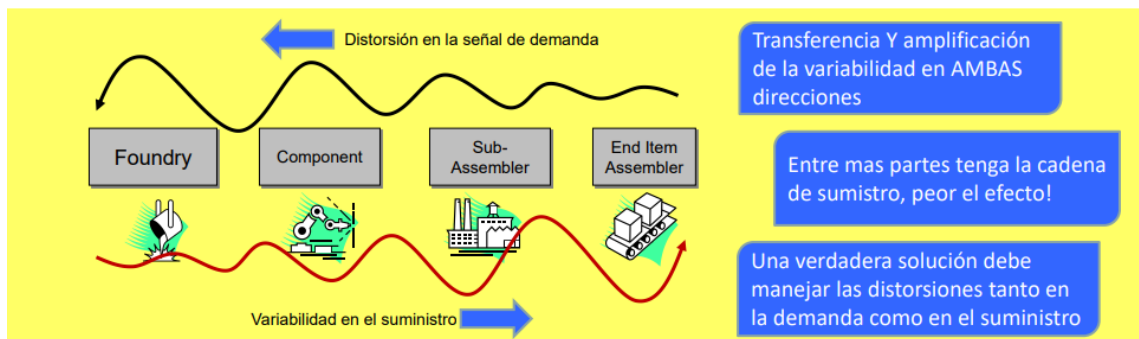 Distorsión en la señal de demanda
Foundry
Component
Sub-
Assembler
End Item
Assembler
Variabilidad en el suministro
Transferencia Y amplificación
de la variabilidad en AMBAS
direcciones
Entre mas partes tenga la cadena
de sumistro, peor el efecto!
Una verdadera solución debe
manejar las distorsiones tanto en
la demanda como en el suministro